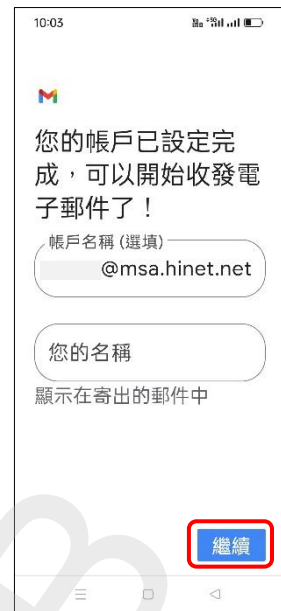 10:03
您的帳戶已設定完
成，可以開始收發電
子郵件了！
帳戶名稱 (選填)
@msa.hinet.net
您的名稱
顯示在寄出的郵件中
繼續